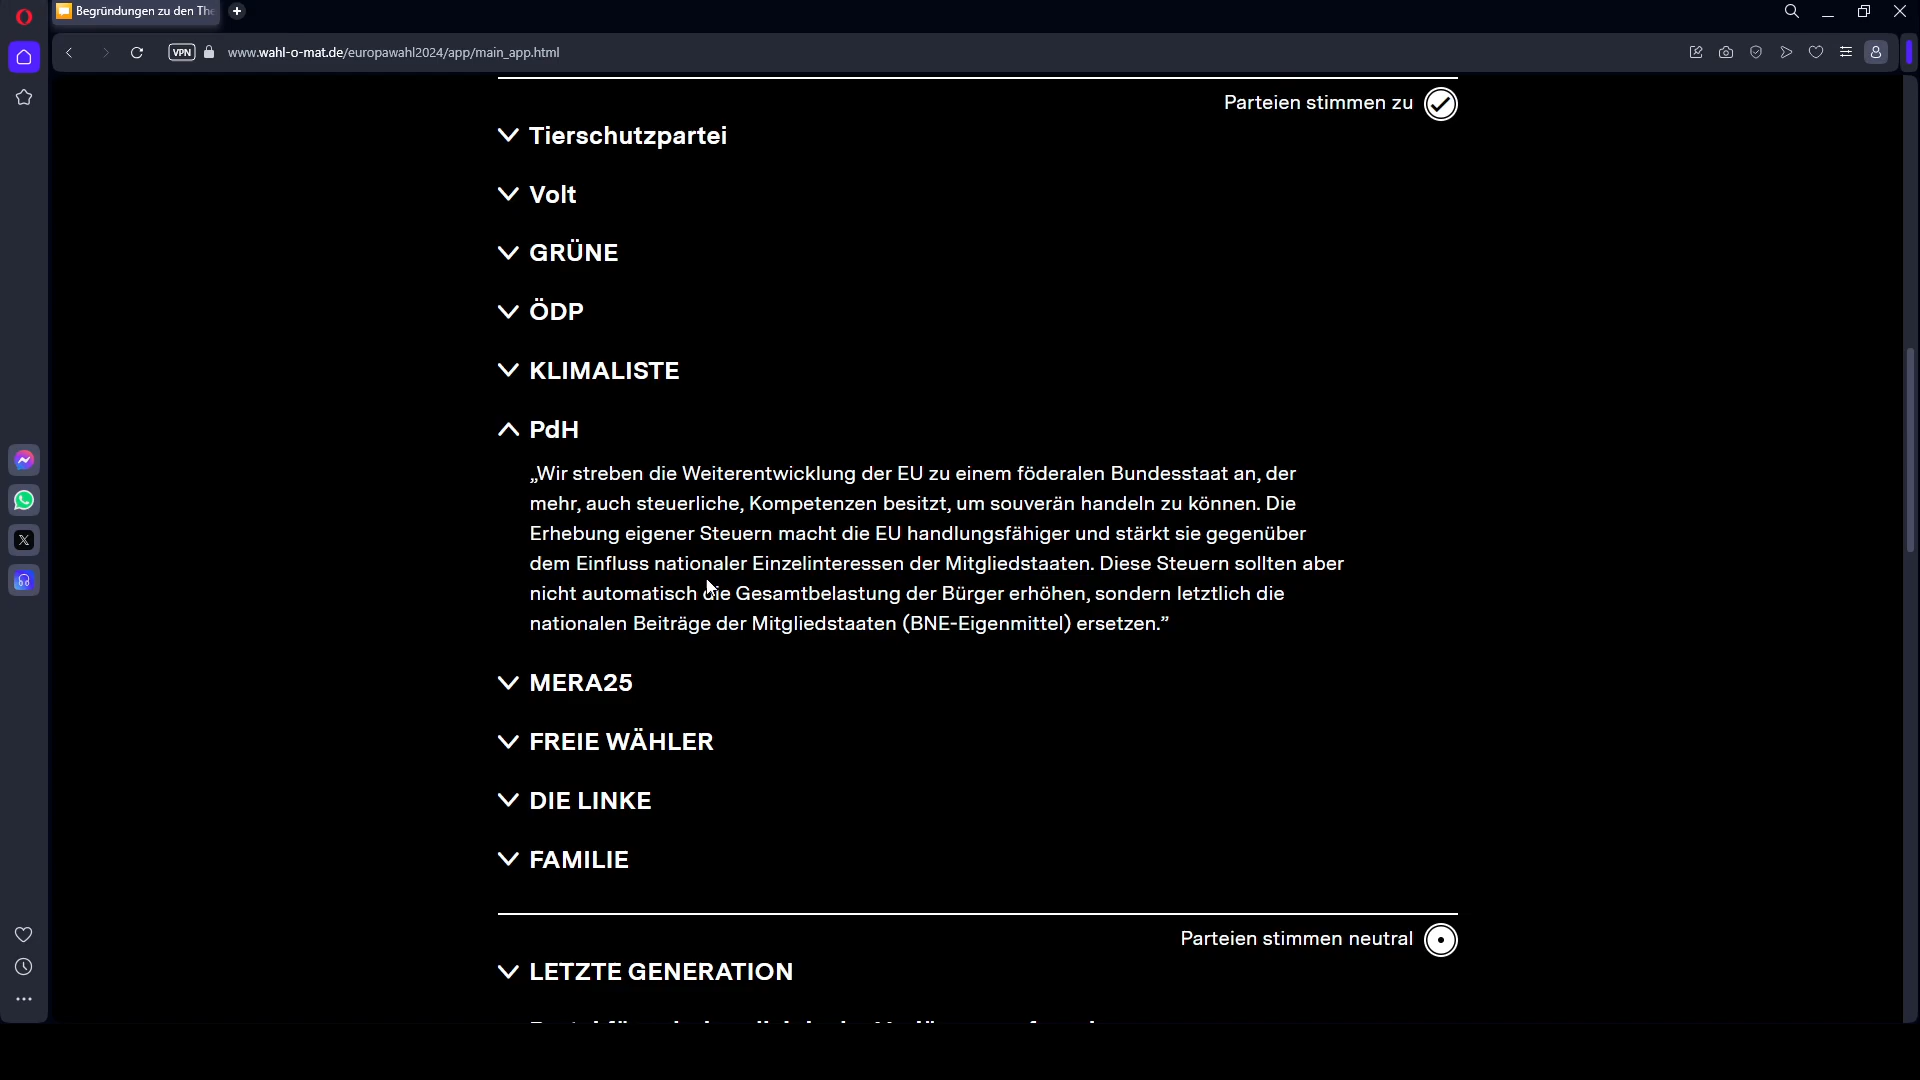 Begründungen zu den Th
VPN
www.wahl-o-mat.de/europawahl2024/app/main_app.html
Parteien stimmen zu
Tierschutzpartei
Volt
GRÜNE
ÖDP
KLIMALISTE
PdH
„Wir streben die Weiterentwicklung der EU zu einem föderalen Bundesstaat an, der
mehr, auch steuerliche, Kompetenzen besitzt, um souverän handeln zu können. Die
Erhebung eigener Steuern macht die EU handlungsfähiger und stärkt sie gegenüber
dem Einfluss nationaler Einzelinteressen der Mitgliedstaaten. Diese Steuern sollten aber
nicht automatisch die Gesamtbelastung der Bürger erhöhen, sondern letztlich die
nationalen Beiträge der Mitgliedstaaten (BNE-Eigenmittel) ersetzen.”
MERA25
FREIE WÄHLER
DIE LINKE
FAMILIE
Parteien stimmen neutral
LETZTE GENERATION